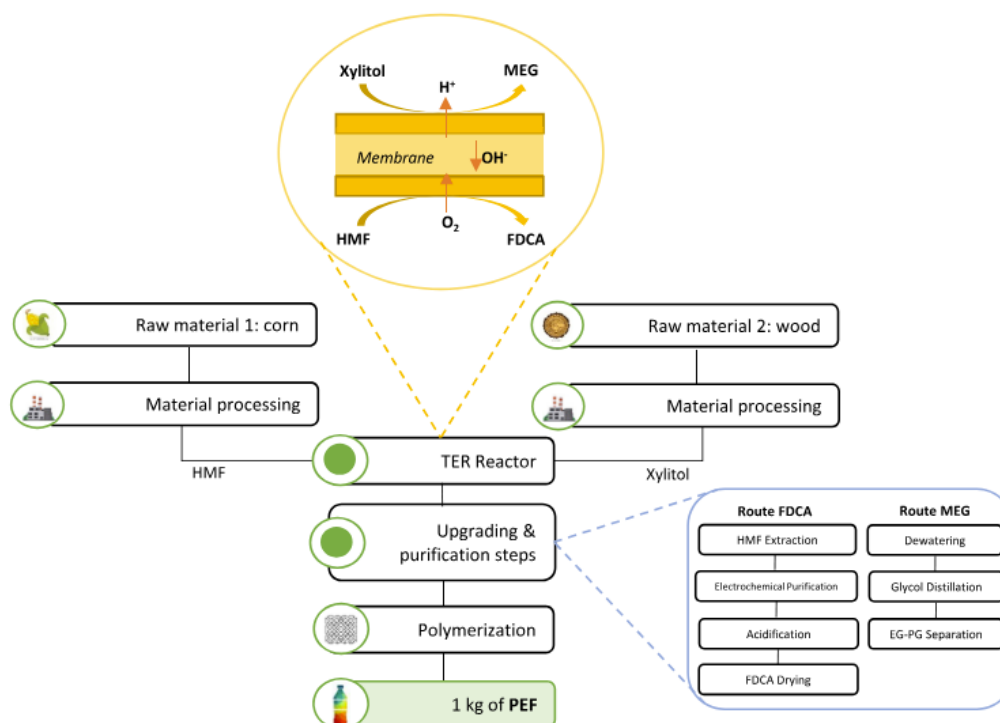 Xylitol
MEG
H⁺
Membrane
OH⁻
O₂
HMF
FDCA
Raw material 1: corn
Raw material 2: wood
Material processing
Material processing
HMF
TER Reactor
Xylitol
Upgrading &
purification steps
Polymerization
1 kg of PEF
Route FDCA
Route MEG
HMF Extraction
Dewatering
Electrochemical Purification
Glycol Distillation
Acidification
EG-PG Separation
FDCA Drying